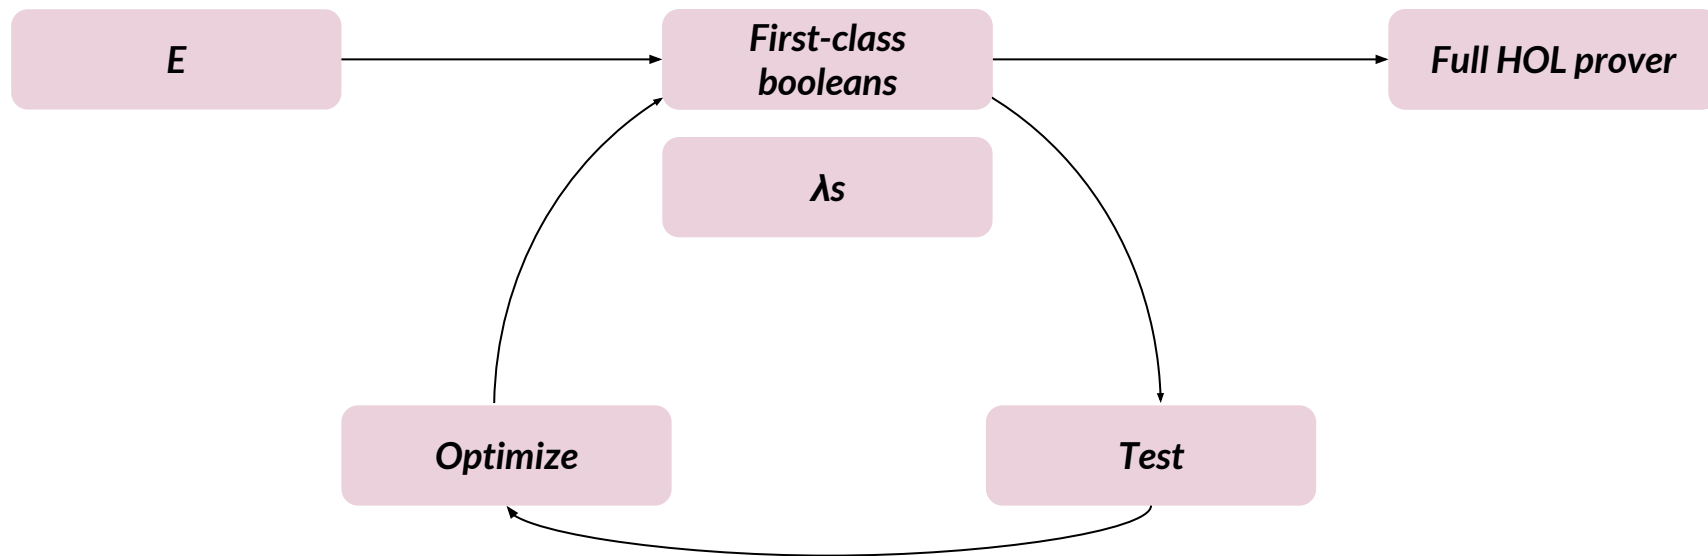 E
First-class
booleans
Full HOL prover
λs
Optimize
Test